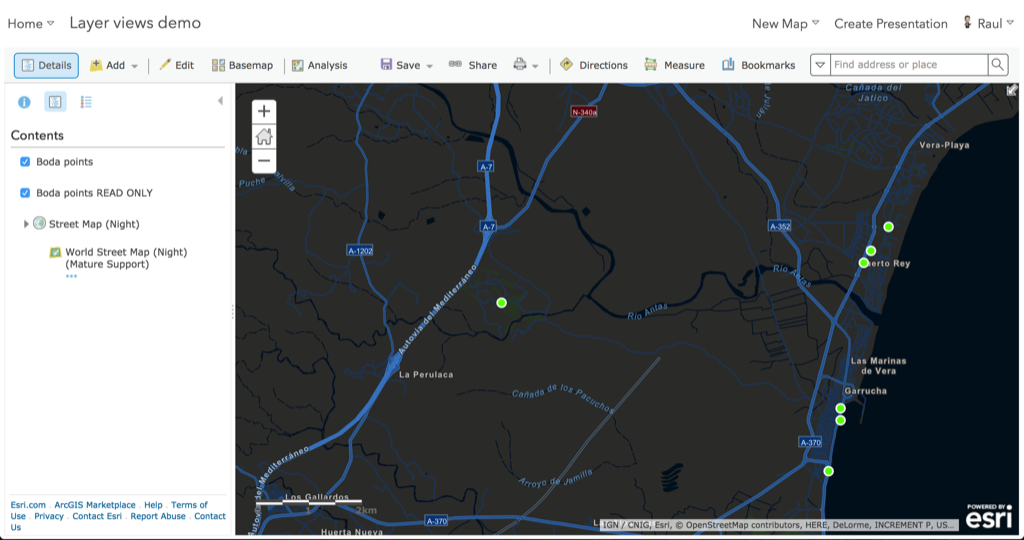 Home Layer views demo New Map Create Presentation Raul
Details Add Edit Basemap Analysis Save Share Directions Measure Bookmarks Find address or place
Contents
Boda points
Boda points READ ONLY
Street Map (Night)
World Street Map (Night)
(Mature Support)
Esri.com . ArcGIS Marketplace . Help . Terms of
Use . Privacy . Contact Esri . Report Abuse . Contact
Us
Cañada del
Jatico
N-340a
Vera-Playa
A-7
Puche
A-7
A-352
A-1202
erto Rey
Río Antas
Autovía del Mediterráneo
Río Antas
Las Marinas
de Vera
La Perulaca
Garrucha
Cañada de los Pacuchos
A-370
Autovía del Mediterráneo
Arroyo de Jamilla
Los Gallardos
1 2km
A-370
Huerta Nueva
IGN / CNIG, Esri, © OpenStreetMap contributors, HERE, DeLorme, INCREMENT P, US...
POWERED BY
esri